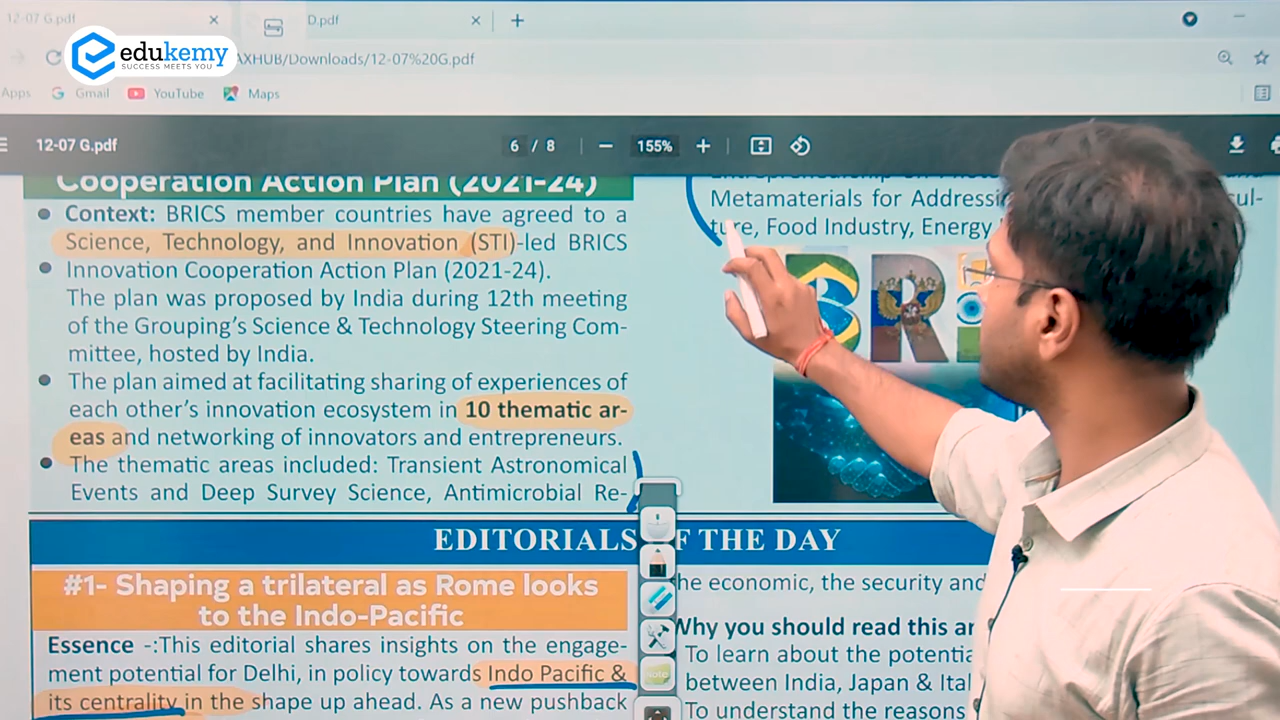 12-07 G.pdf
D.pdf
edukemy
SUCCESS MEETS YOU
AXHUB/Downloads/12-07%20G.pdf
Apps
Gmail
YouTube
Maps
12-07 G.pdf
6 / 8
155%
Cooperation Action Plan (2021-24)
Context: BRICS member countries have agreed to a
Science, Technology, and Innovation (STI)-led BRICS
Innovation Cooperation Action Plan (2021-24).
The plan was proposed by India during 12th meeting
of the Grouping's Science & Technology Steering Com-
mittee, hosted by India.
The plan aimed at facilitating sharing of experiences of
each other's innovation ecosystem in 10 thematic ar-
eas and networking of innovators and entrepreneurs.
The thematic areas included: Transient Astronomical
Events and Deep Survey Science, Antimicrobial Re-
Metamaterials for Addressi
cul-
ture, Food Industry, Energy
BRI
EDITORIALS OF THE DAY
#1- Shaping a trilateral as Rome looks
to the Indo-Pacific
Essence -:This editorial shares insights on the engage-
ment potential for Delhi, in policy towards Indo Pacific &
its centrality in the shape up ahead. As a new pushback
he economic, the security and
Why you should read this ar
To learn about the potentia
between India, Japan & Ital
To understand the reasons